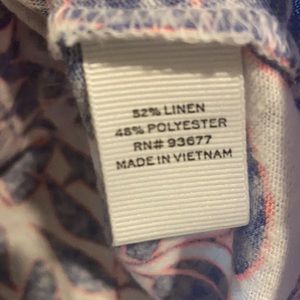 52% LINEN
48% POLYESTER
RN# 93677
MADE IN VIETNAM